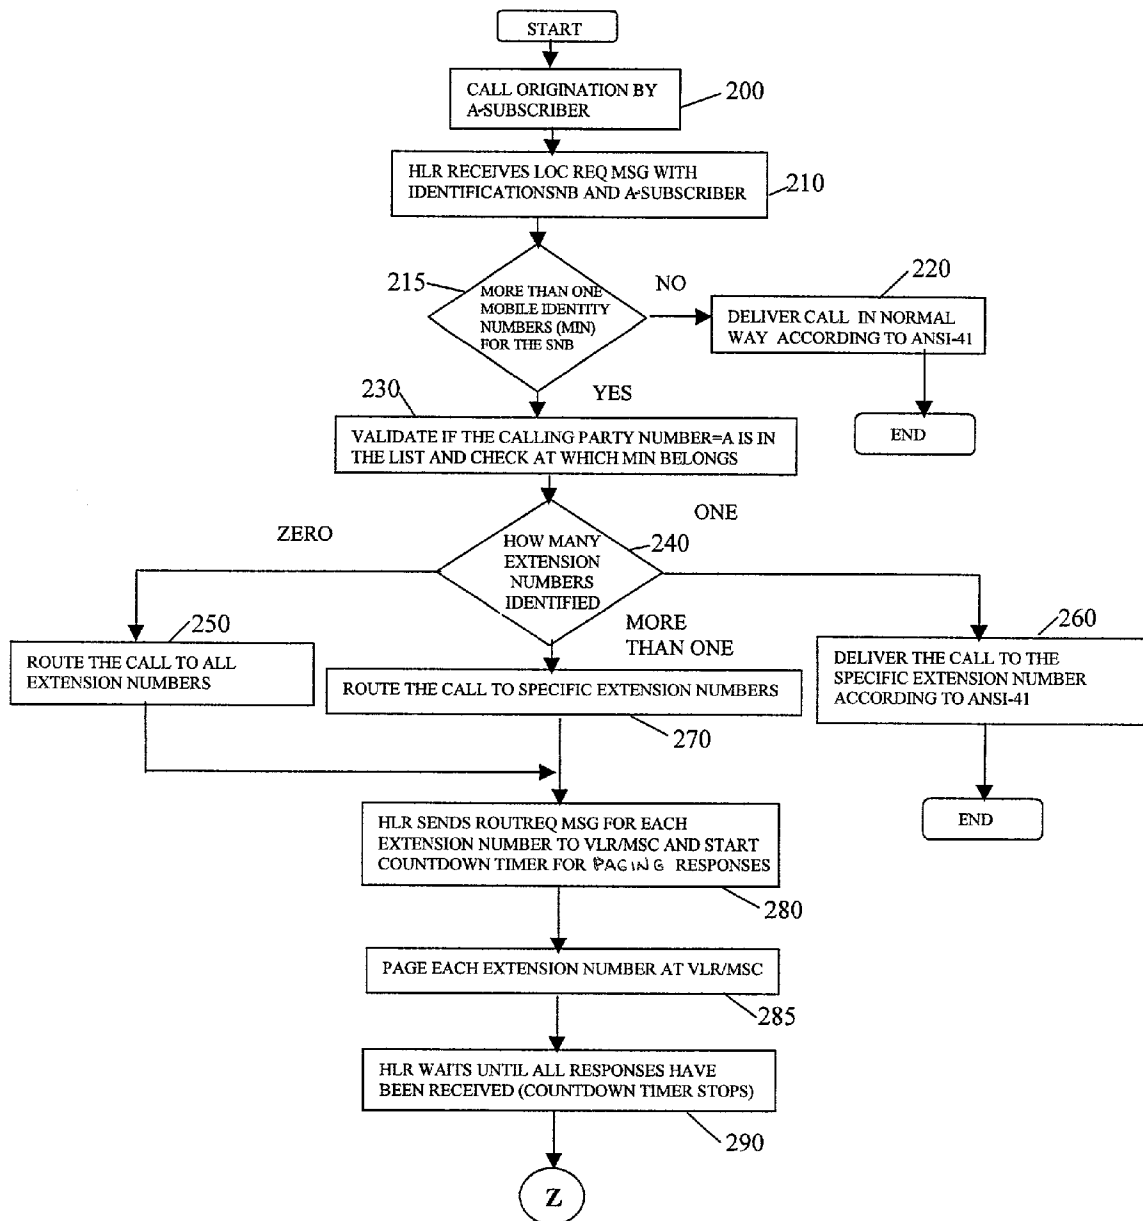 START
CALL ORIGINATION BY
A-SUBSCRIBER
200
HLR RECEIVES LOC REQ MSG WITH
IDENTIFICATIONSNB AND A-SUBSCRIBER
210
215
MORE THAN ONE
MOBILE IDENTITY
NUMBERS (MIN)
FOR THE SNB
NO
220
DELIVER CALL IN NORMAL
WAY ACCORDING TO ANSI-41
END
YES
230
VALIDATE IF THE CALLING PARTY NUMBER=A IS IN
THE LIST AND CHECK AT WHICH MIN BELONGS
ZERO
ONE
HOW MANY
EXTENSION
NUMBERS
IDENTIFIED
240
MORE
THAN ONE
250
ROUTE THE CALL TO ALL
EXTENSION NUMBERS
ROUTE THE CALL TO SPECIFIC EXTENSION NUMBERS
270
260
DELIVER THE CALL TO THE
SPECIFIC EXTENSION NUMBER
ACCORDING TO ANSI-41
END
HLR SENDS ROUTREQ MSG FOR EACH
EXTENSION NUMBER TO VLR/MSC AND START
COUNTDOWN TIMER FOR PAGING RESPONSES
280
PAGE EACH EXTENSION NUMBER AT VLR/MSC
285
HLR WAITS UNTIL ALL RESPONSES HAVE
BEEN RECEIVED (COUNTDOWN TIMER STOPS)
290
Z